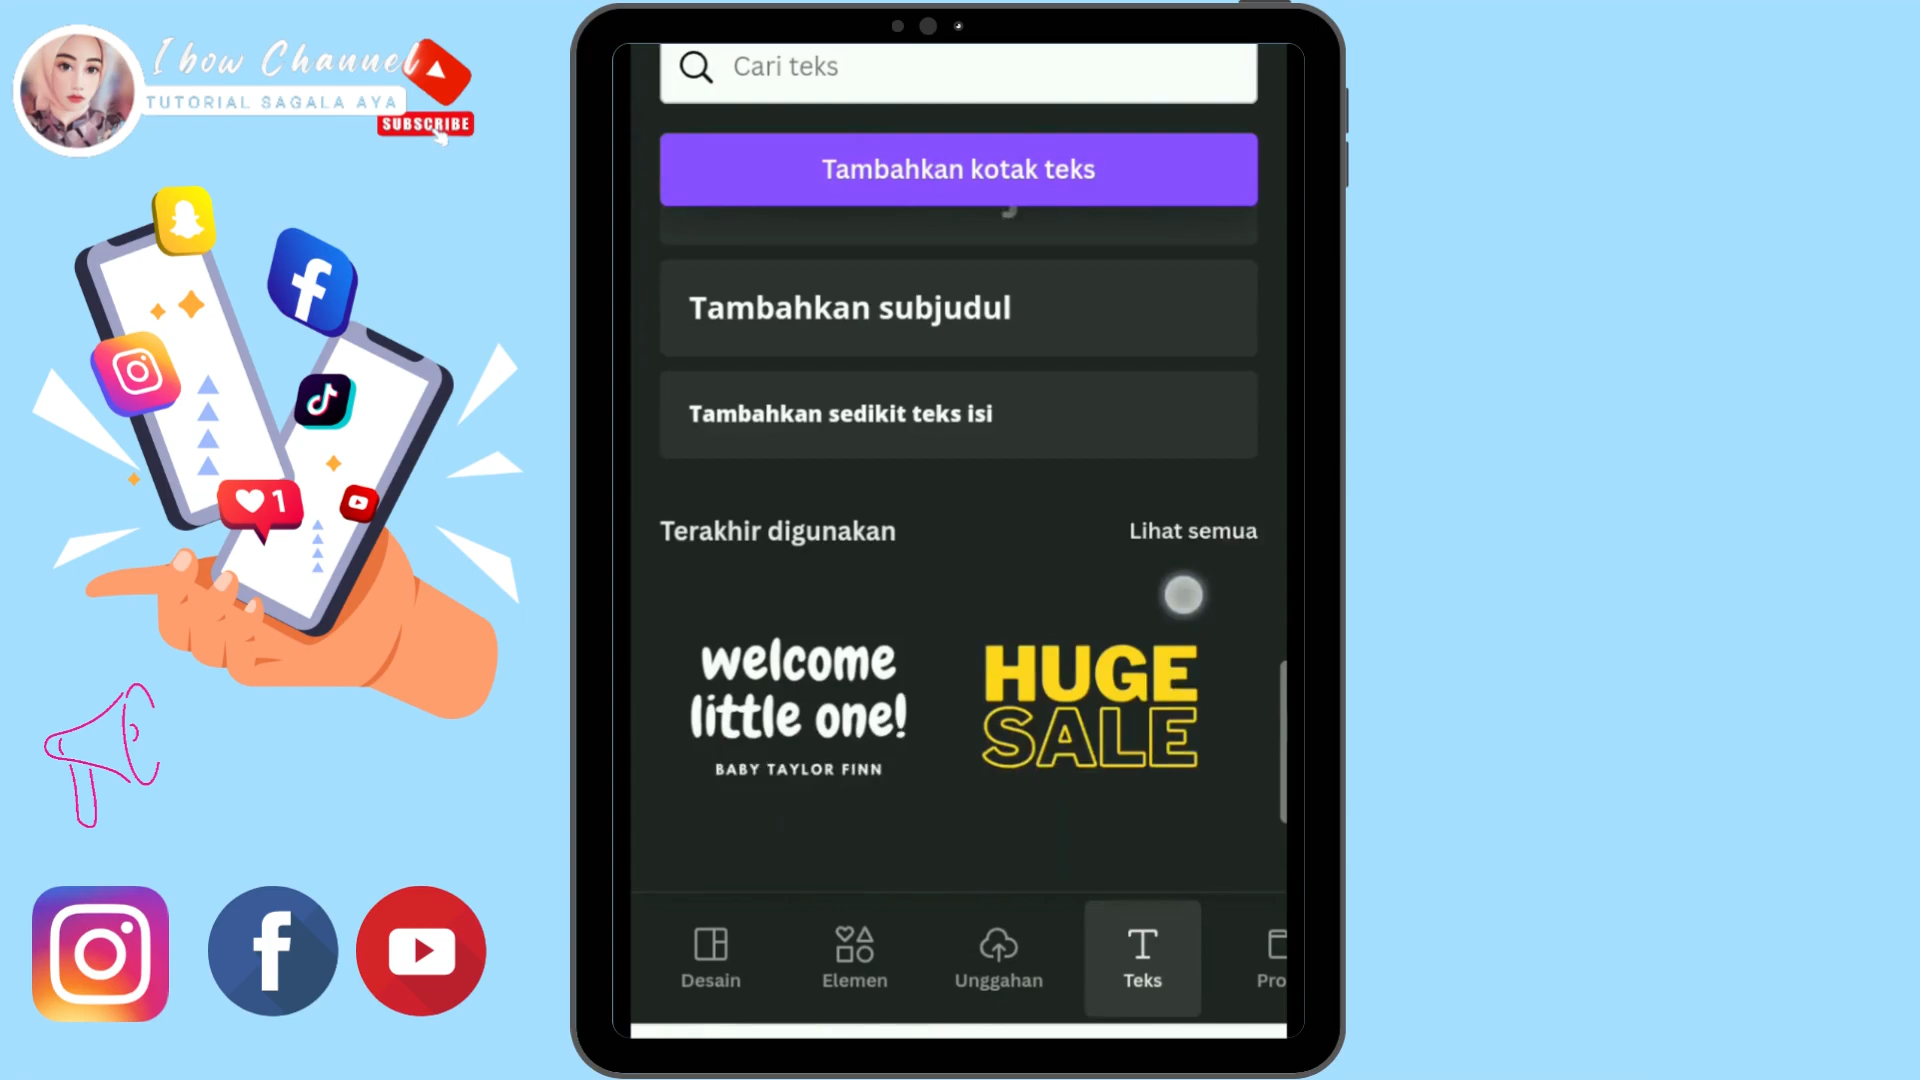 I bow Channel
TUTORIAL SAGALA AYA
SUBSCRIBE
1
Cari teks
Tambahkan kotak teks
Tambahkan subjudul
Tambahkan sedikit teks isi
Terakhir digunakan
Lihat semua
welcome
little one!
BABY TAYLOR FINN
HUGE
SALE
Desain
Elemen
Unggahan
Teks
Pro